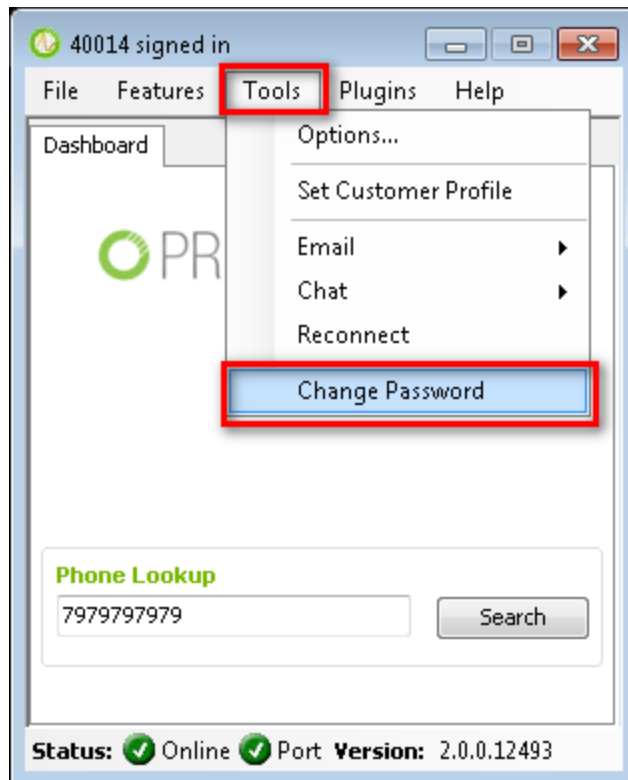 40014 signed in
File Features Tools Plugins Help
Dashboard
Options...
Set Customer Profile
Email
Chat
Reconnect
Change Password
PR
Phone Lookup
7979797979 Search
Status: Online Port Version: 2.0.0.12493